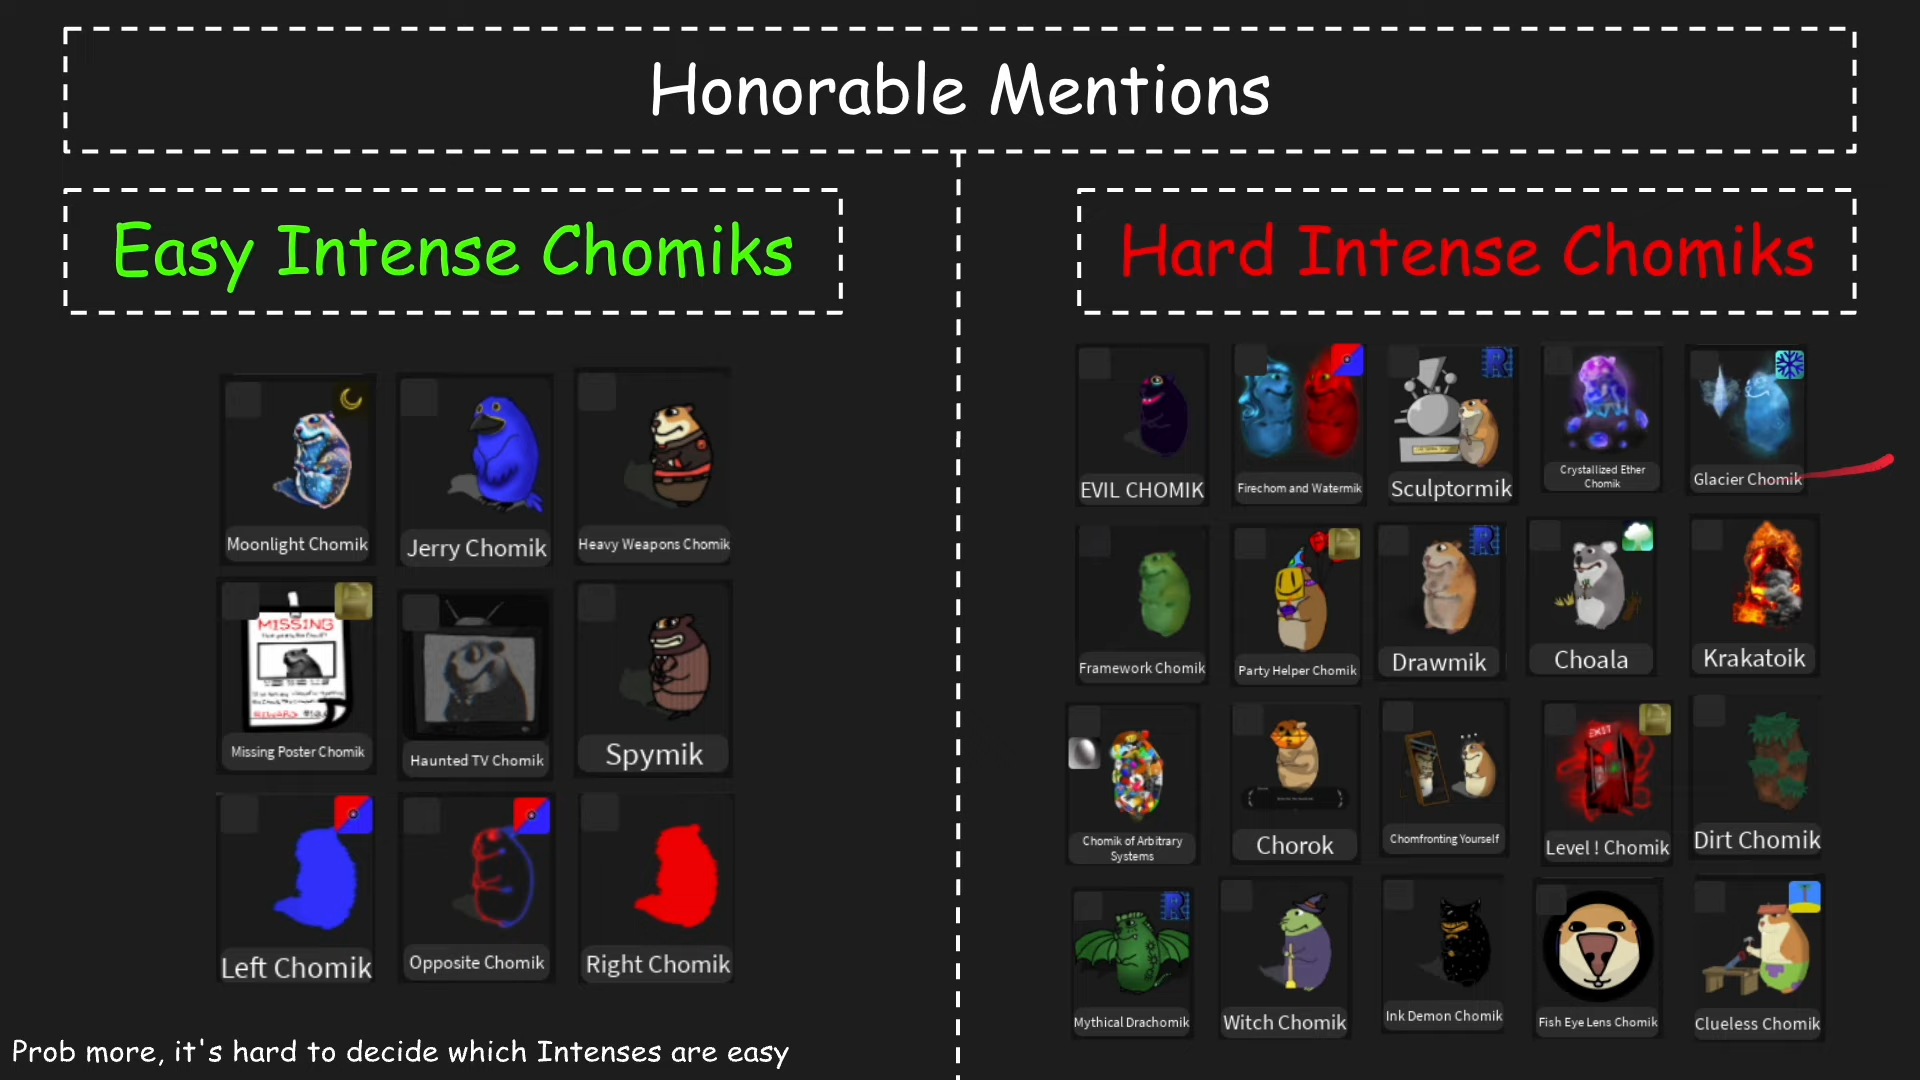 Honorable Mentions
Easy Intense Chomiks
Hard Intense Chomiks
Moonlight Chomik
Jerry Chomik
Heavy Weapons Chomik
MISSING
Missing Poster Chomik
Haunted TV Chomik
Spymik
Left Chomik
Opposite Chomik
Right Chomik
Prob more, it's hard to decide which Intenses are easy
EVIL CHOMIK
Firechom and Watermik
R
Sculptormik
Crystallized Ether
Chomik
Glacier Chomik
Framework Chomik
Party Helper Chomik
R
Drawmik
Choala
Krakatoik
Chomik of Arbitrary
Systems
Chorok
Chomfronting Yourself
EXIT
Level ! Chomik
Dirt Chomik
R
Mythical Drachomik
Witch Chomik
Ink Demon Chomik
Fish Eye Lens Chomik
Clueless Chomik